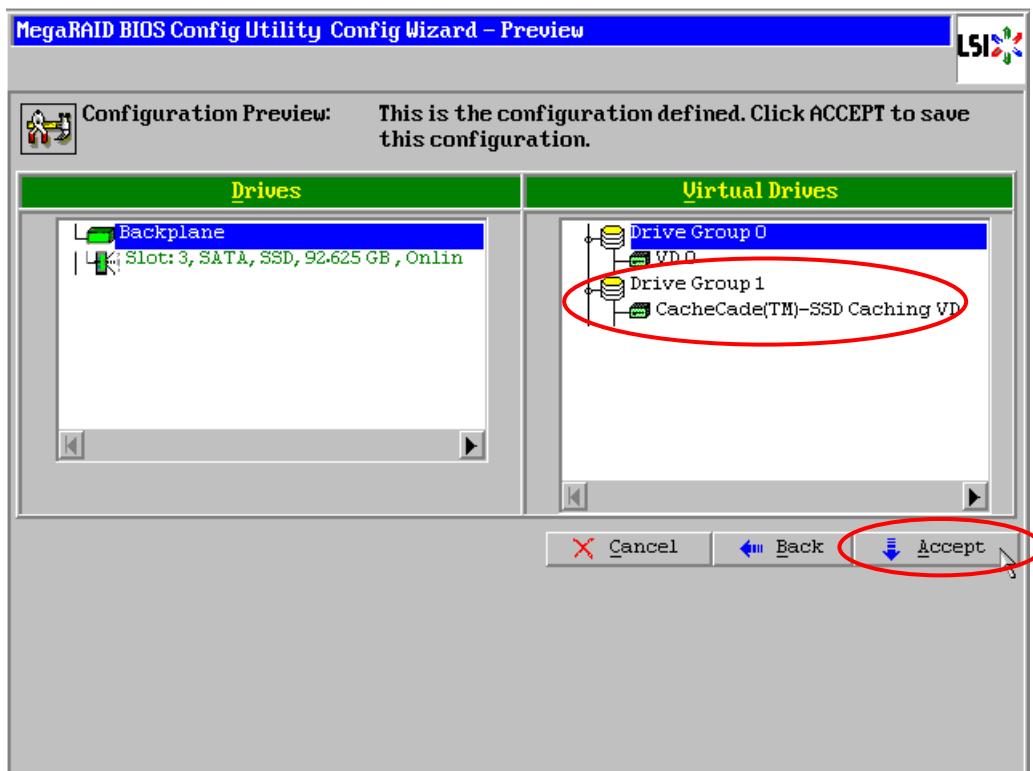 MegaRAID BIOS Config Utility Config Wizard – Preview
LSI
Configuration Preview:
This is the configuration defined. Click ACCEPT to save
this configuration.
Drives
Virtual Drives
Backplane
Slot: 3, SATA, SSD, 92.625 GB , Onlin
Drive Group 0
VD 0
Drive Group 1
CacheCade(TM)-SSD Caching VD
Cancel
Back
Accept